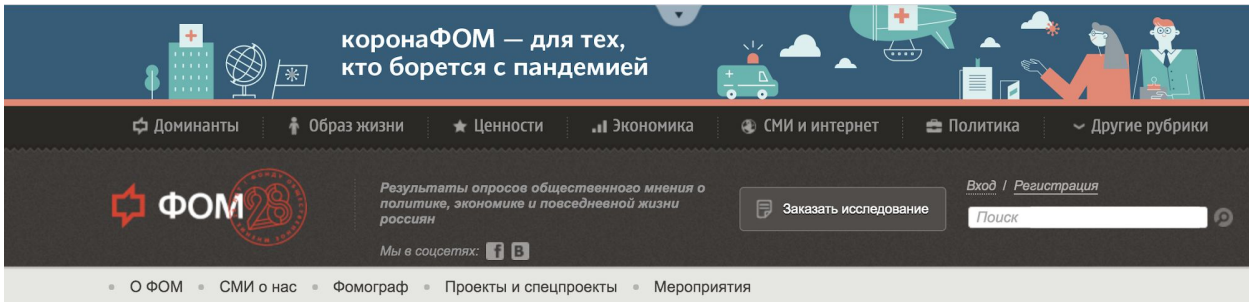 коронаФОМ — для тех,
кто борется с пандемией
Доминанты
Образ жизни
Ценности
Экономика
СМИ и интернет
Политика
Другие рубрики
ФОМ 28
Результаты опросов общественного мнения о
политике, экономике и повседневной жизни
россиян
Мы в соцсетях: f B
Заказать исследование
Вход / Регистрация
Поиск
О ФОМ
СМИ о нас
Фомограф
Проекты и спецпроекты
Мероприятия